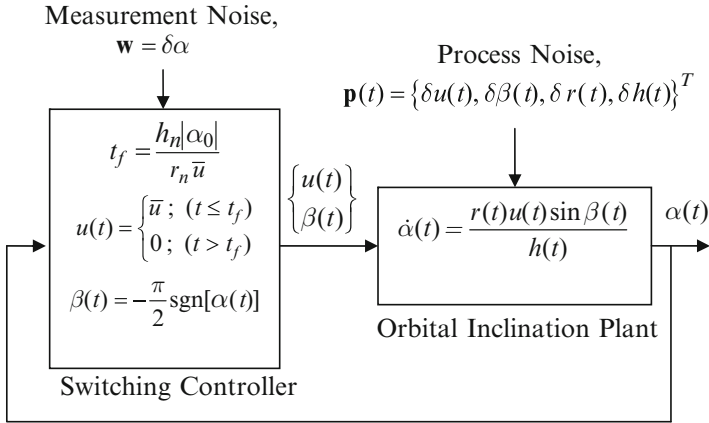 Measurement Noise,
w = δα
Process Noise,
p(t) = {δu(t), δβ(t), δ r(t), δh(t)}^T
t_f = h_n|α_0| / r_n u̅
u(t) = { u̅ ; (t ≤ t_f)
0 ; (t > t_f)
β(t) = −π/2 sgn[α(t)]
{u(t)
β(t)}
α̇(t) = r(t)u(t) sin β(t) / h(t)
α(t)
Orbital Inclination Plant
Switching Controller